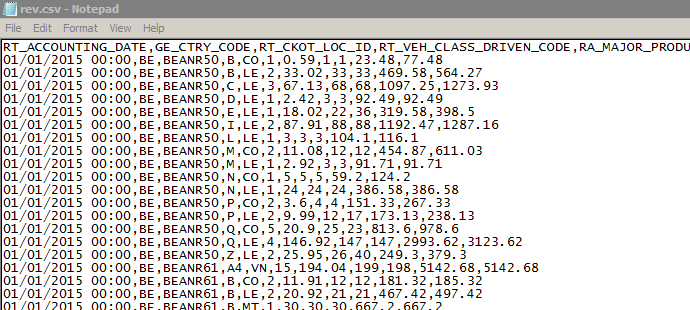 rev.csv - Notepad
File Edit Format View Help
RT_ACCOUNTING_DATE,GE_CTRY_CODE,RT_CKOT_LOC_ID,RT_VEH_CLASS_DRIVEN_CODE,RA_MAJOR_PRODU
01/01/2015 00:00,BE,BEANR50,B,CO,1,0.59,1,1,23.48,77.48
01/01/2015 00:00,BE,BEANR50,B,LE,2,33.02,33,33,469.58,564.27
01/01/2015 00:00,BE,BEANR50,C,LE,3,67.13,68,68,1097.25,1273.93
01/01/2015 00:00,BE,BEANR50,D,LE,1,2.42,3,3,92.49,92.49
01/01/2015 00:00,BE,BEANR50,E,LE,1,18.02,22,36,319.58,398.5
01/01/2015 00:00,BE,BEANR50,I,LE,2,87.91,88,88,1192.47,1287.16
01/01/2015 00:00,BE,BEANR50,L,LE,1,3,3,3,104.1,116.1
01/01/2015 00:00,BE,BEANR50,M,CO,2,11.08,12,12,454.87,611.03
01/01/2015 00:00,BE,BEANR50,M,LE,1,2.92,3,3,91.71,91.71
01/01/2015 00:00,BE,BEANR50,N,CO,1,5,5,5,59.2,124.2
01/01/2015 00:00,BE,BEANR50,N,LE,1,24,24,24,386.58,386.58
01/01/2015 00:00,BE,BEANR50,P,CO,2,3.6,4,4,151.33,267.33
01/01/2015 00:00,BE,BEANR50,P,LE,2,9.99,12,17,173.13,238.13
01/01/2015 00:00,BE,BEANR50,Q,CO,5,20.9,25,23,813.6,978.6
01/01/2015 00:00,BE,BEANR50,Q,LE,4,146.92,147,147,2993.62,3123.62
01/01/2015 00:00,BE,BEANR50,Z,LE,2,25.95,26,40,249.3,379.3
01/01/2015 00:00,BE,BEANR61,A4,VN,15,194.04,199,198,5142.68,5142.68
01/01/2015 00:00,BE,BEANR61,B,CO,2,11.91,12,12,181.32,185.32
01/01/2015 00:00,BE,BEANR61,B,LE,2,20.92,21,21,467.42,497.42
01/01/2015 00:00,BE,BEANR61,B,MT,1,30,30,30,667.2,667.2